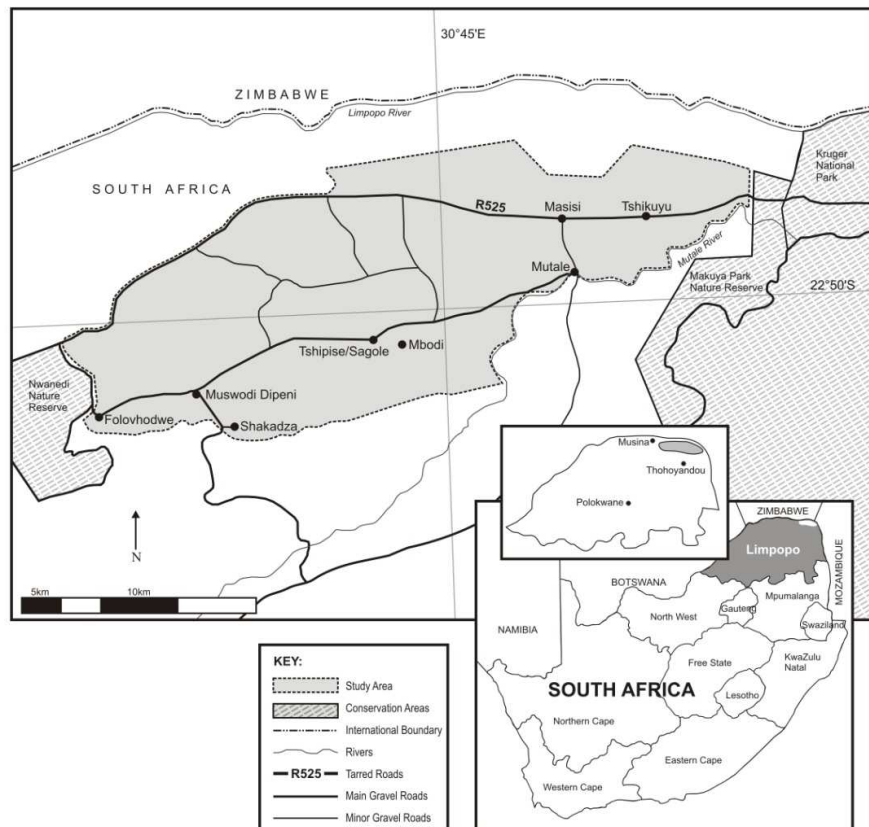 30°45'E
ZIMBABWE
Limpopo River
Kruger
National
Park
SOUTH AFRICA
R525
Masisi
Tshikuyu
Mutale River
Mutale
Makuya Park
Nature Reserve
22°50'S
Tshipise/Sagole
Mbodi
Nwanedi
Nature
Reserve
Muswodi Dipeni
Folovhodwe
Shakadza
N
5km
10km
Musina
Thohoyandou
Polokwane
ZIMBABWE
Limpopo
MOZAMBIQUE
BOTSWANA
Mpumalanga
North West
Gauteng
Swaziland
NAMIBIA
Free State
KwaZulu
Natal
SOUTH AFRICA
Lesotho
Northern Cape
Eastern Cape
Western Cape
KEY:
Study Area
Conservation Areas
International Boundary
Rivers
R525 Tarred Roads
Main Gravel Roads
Minor Gravel Roads